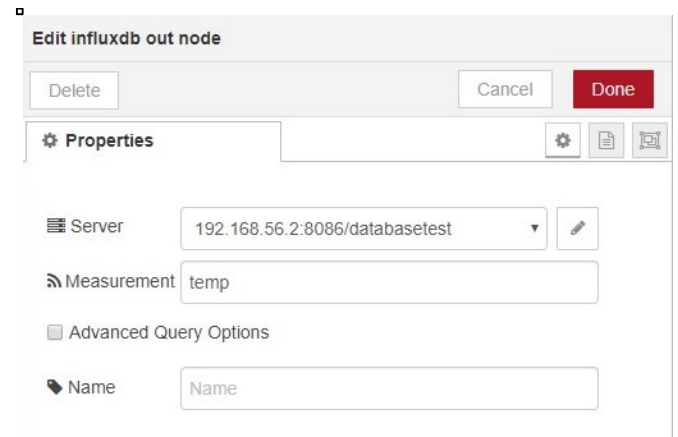 Edit influxdb out node
Delete Cancel Done
Properties
Server 192.168.56.2:8086/databasetest
Measurement temp
Advanced Query Options
Name Name